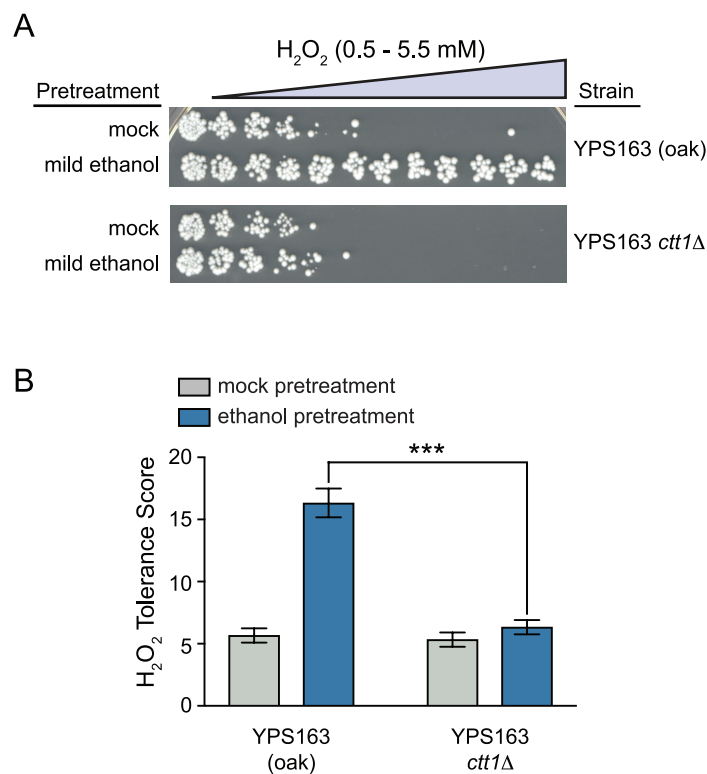 A
H₂O₂ (0.5 - 5.5 mM)
Pretreatment
Strain
mock
mild ethanol
YPS163 (oak)
mock
mild ethanol
YPS163 ctt1Δ
B
mock pretreatment
ethanol pretreatment
***
H₂O₂ Tolerance Score
20
15
10
5
0
YPS163
(oak)
YPS163
ctt1Δ